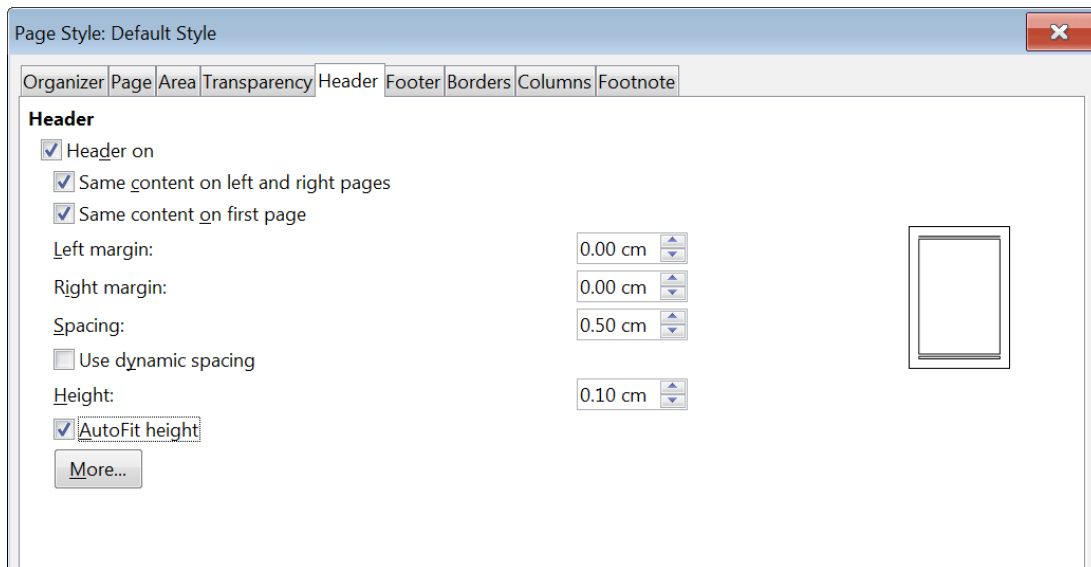 Page Style: Default Style
Organizer Page Area Transparency Header Footer Borders Columns Footnote
Header
Header on
Same content on left and right pages
Same content on first page
Left margin: 0.00 cm
Right margin: 0.00 cm
Spacing: 0.50 cm
Use dynamic spacing
Height: 0.10 cm
AutoFit height
More...